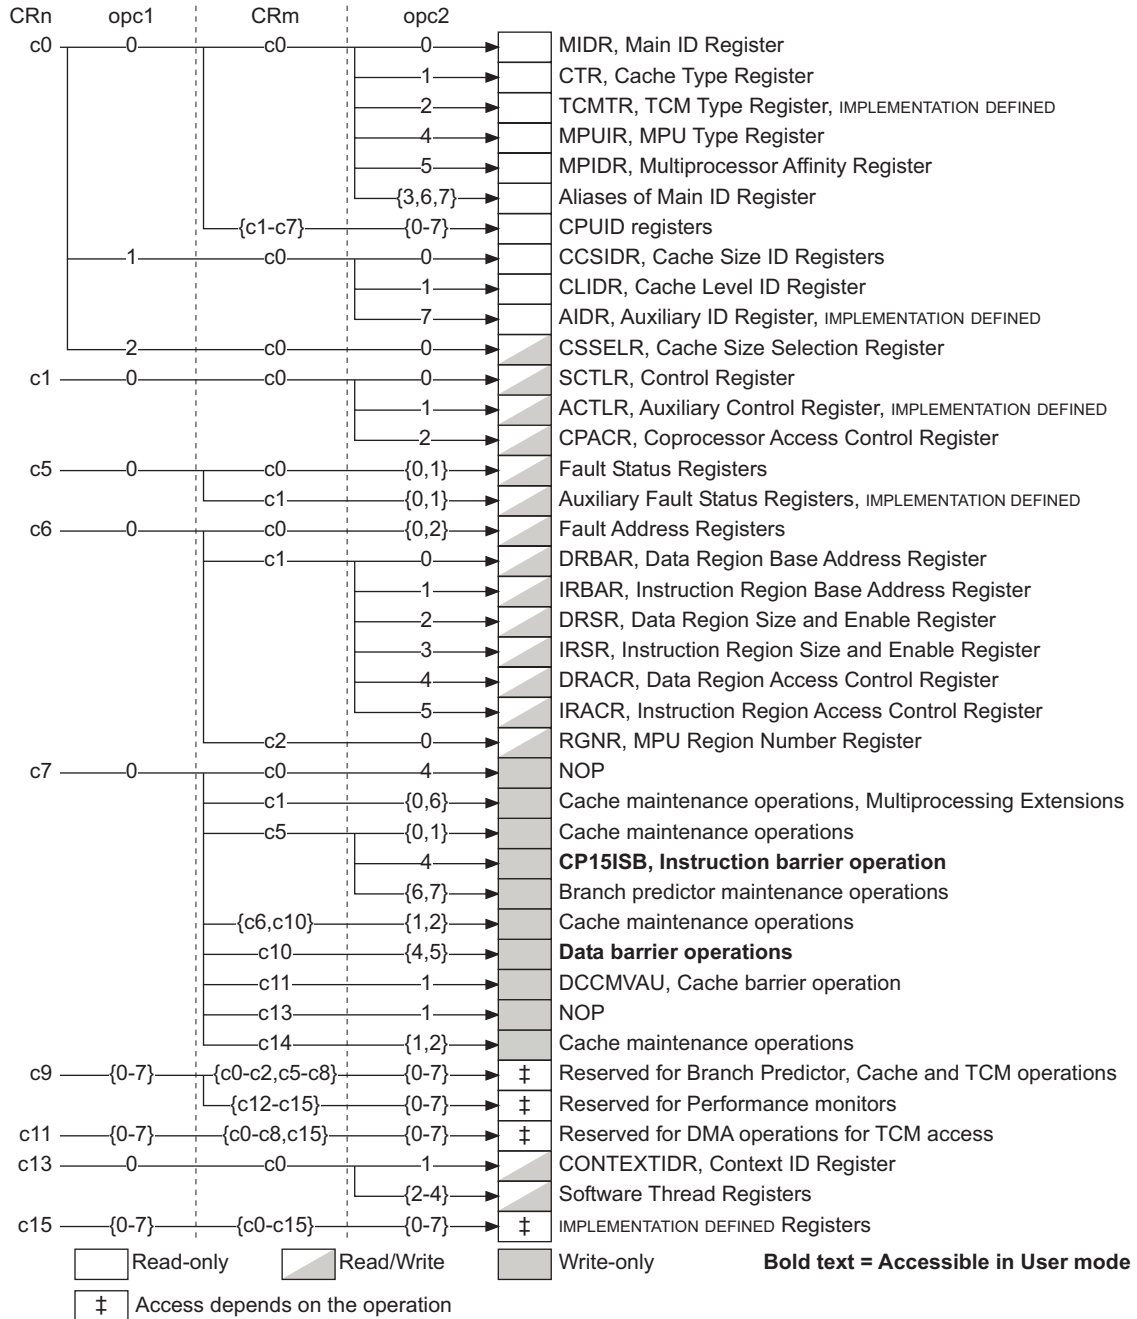 CRn opc1 CRm opc2
c0 0 c0 0 MIDR, Main ID Register
1 CTR, Cache Type Register
2 TCMTR, TCM Type Register, IMPLEMENTATION DEFINED
4 MPUIR, MPU Type Register
5 MPIDR, Multiprocessor Affinity Register
{3,6,7} Aliases of Main ID Register
{c1-c7} {0-7} CPUID registers
1 c0 0 CCSIDR, Cache Size ID Registers
1 CLIDR, Cache Level ID Register
7 AIDR, Auxiliary ID Register, IMPLEMENTATION DEFINED
2 c0 0 CSSELR, Cache Size Selection Register
c1 0 c0 0 SCTLR, Control Register
1 ACTLR, Auxiliary Control Register, IMPLEMENTATION DEFINED
2 CPACR, Coprocessor Access Control Register
c5 0 c0 {0,1} Fault Status Registers
c1 {0,1} Auxiliary Fault Status Registers, IMPLEMENTATION DEFINED
c6 0 c0 {0,2} Fault Address Registers
c1 0 DRBAR, Data Region Base Address Register
1 IRBAR, Instruction Region Base Address Register
2 DRSR, Data Region Size and Enable Register
3 IRSR, Instruction Region Size and Enable Register
4 DRACR, Data Region Access Control Register
5 IRACR, Instruction Region Access Control Register
c2 0 RGNR, MPU Region Number Register
c7 0 c0 4 NOP
c1 {0,6} Cache maintenance operations, Multiprocessing Extensions
c5 {0,1} Cache maintenance operations
4 CP15ISB, Instruction barrier operation
{6,7} Branch predictor maintenance operations
{c6,c10} {1,2} Cache maintenance operations
c10 {4,5} Data barrier operations
c11 1 DCCMVAU, Cache barrier operation
c13 1 NOP
c14 {1,2} Cache maintenance operations
c9 {0-7} {c0-c2,c5-c8} {0-7} ‡ Reserved for Branch Predictor, Cache and TCM operations
{c12-c15} {0-7} ‡ Reserved for Performance monitors
c11 {0-7} {c0-c8,c15} {0-7} ‡ Reserved for DMA operations for TCM access
c13 0 c0 1 CONTEXTIDR, Context ID Register
{2-4} Software Thread Registers
c15 {0-7} {c0-c15} {0-7} ‡ IMPLEMENTATION DEFINED Registers
Read-only Read/Write Write-only Bold text = Accessible in User mode
‡ Access depends on the operation